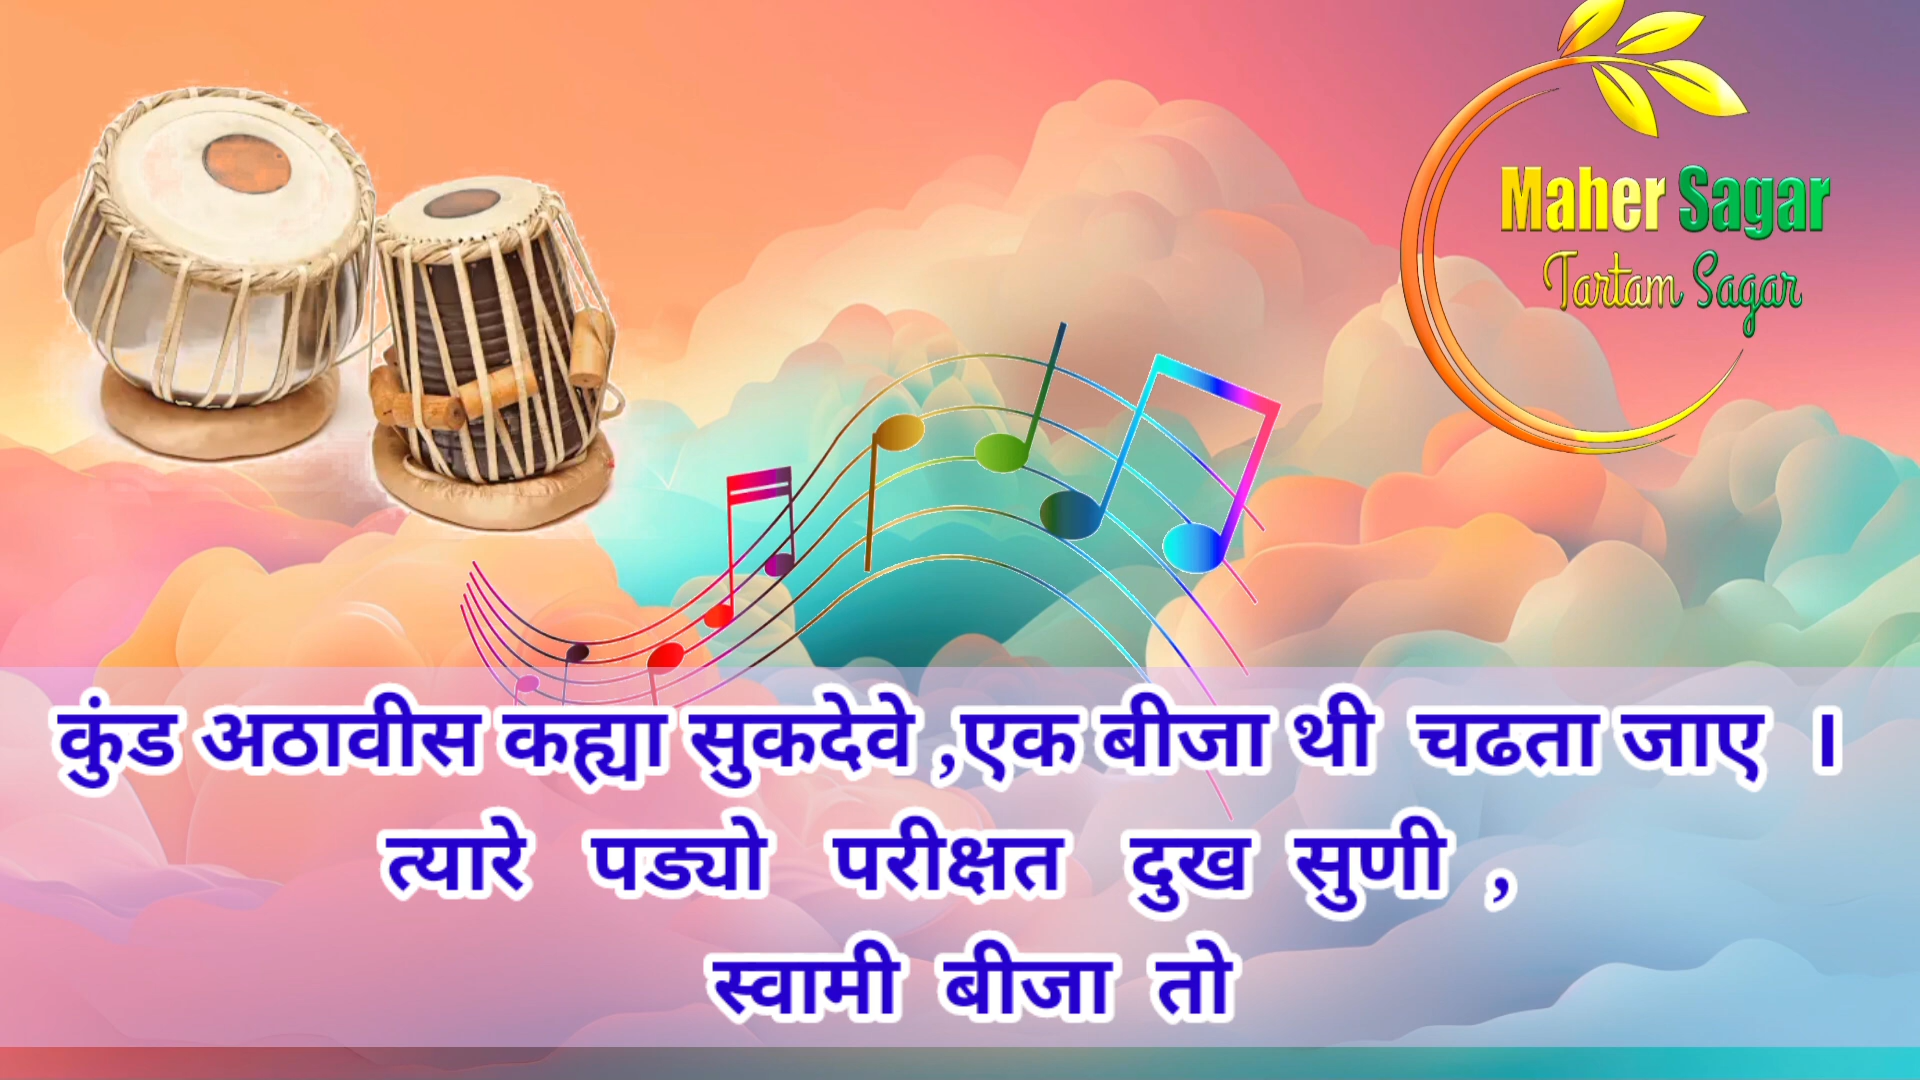 Maher Sagar
Tartam Sagar
कुंड अठावीस कह्या सुकदेवे ,एक बीजा थी चढता जाए ।
त्यारे पड्यो परीक्षत दुख सुणी ,
स्वामी बीजा तो